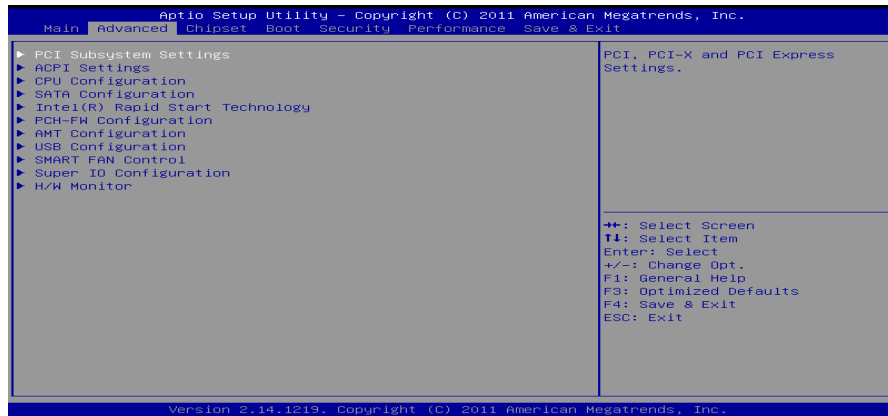 Aptio Setup Utility – Copyright (C) 2011 American Megatrends, Inc.
Main Advanced Chipset Boot Security Performance Save & Exit
► PCI Subsystem Settings
► ACPI Settings
► CPU Configuration
► SATA Configuration
► Intel(R) Rapid Start Technology
► PCH-FW Configuration
► AMT Configuration
► USB Configuration
► SMART FAN Control
► Super IO Configuration
► H/W Monitor
PCI, PCI-X and PCI Express
Settings.
→←: Select Screen
↑↓: Select Item
Enter: Select
+/-: Change Opt.
F1: General Help
F3: Optimized Defaults
F4: Save & Exit
ESC: Exit
Version 2.14.1219. Copyright (C) 2011 American Megatrends, Inc.